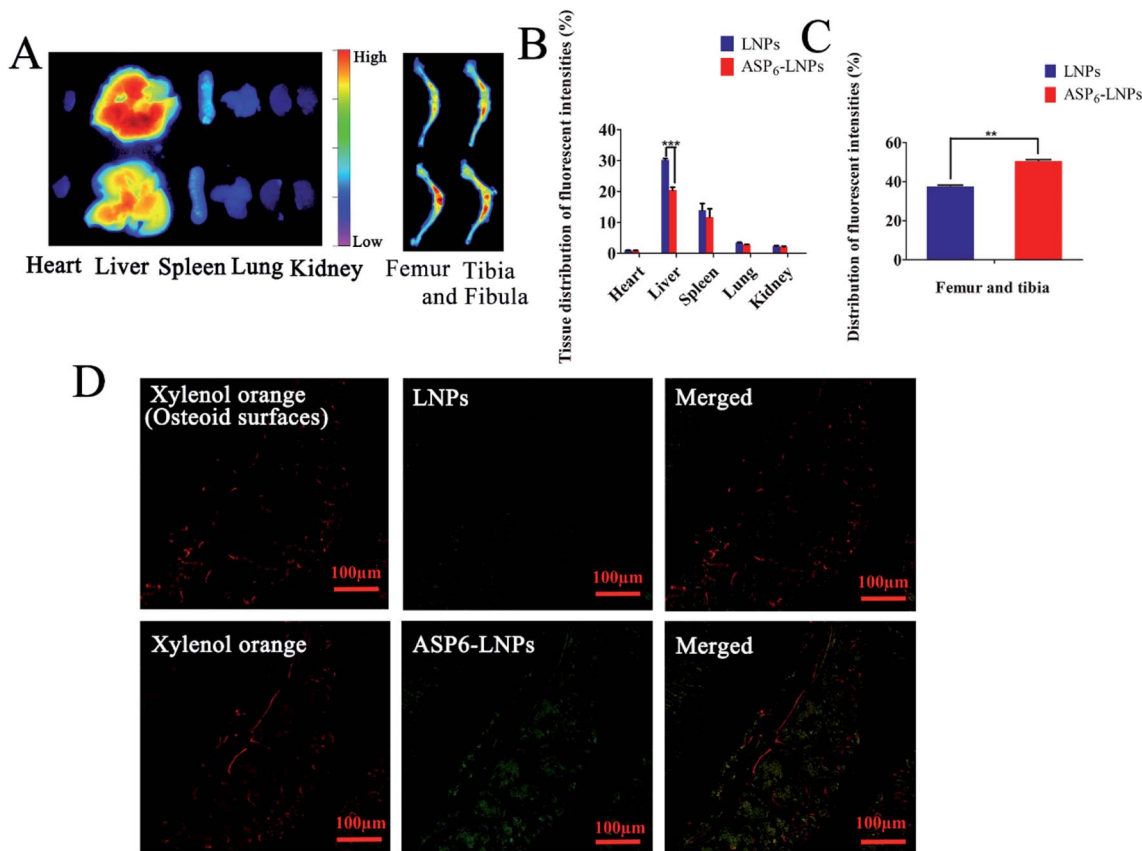 A
High
Low
Heart Liver Spleen Lung Kidney
Femur Tibia
and Fibula
B
LNPs
ASP6-LNPs
Tissue distribution of fluorescent intensities (%)
40
30
20
10
0
***
Heart
Liver
Spleen
Lung
Kidney
C
LNPs
ASP6-LNPs
Distribution of fluorescent intensities (%)
60
40
20
0
**
Femur and tibia
D
Xylenol orange
(Osteoid surfaces)
100μm
LNPs
100μm
Merged
100μm
Xylenol orange
100μm
ASP6-LNPs
100μm
Merged
100μm